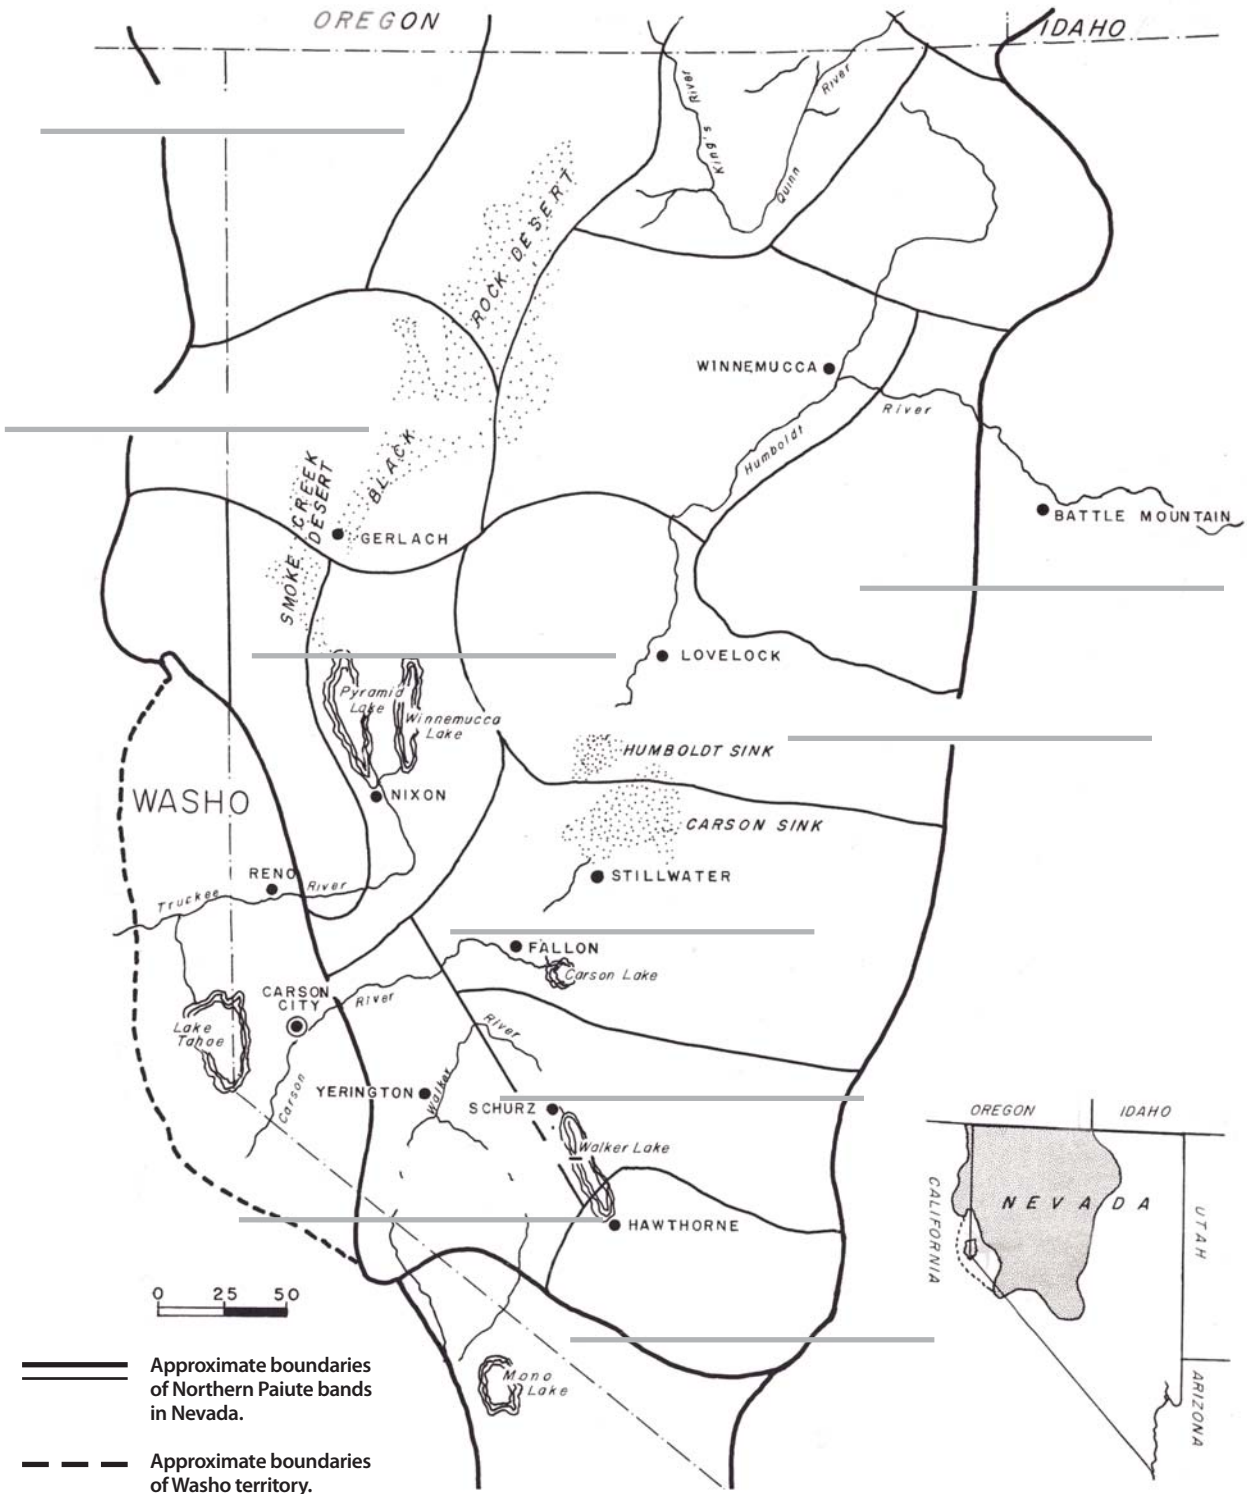 OREGON
IDAHO
King's River
Quinn River
BLACK ROCK DESERT
WINNEMUCCA
River
Humboldt
SMOKE CREEK
DESERT
GERLACH
BATTLE MOUNTAIN
LOVELOCK
Pyramid
Lake
Winnemucca
Lake
HUMBOLDT SINK
NIXON
WASHO
CARSON SINK
RENO
River
STILLWATER
Truckee
FALLON
Carson Lake
CARSON
CITY
River
Lake
Tahoe
River
Carson
YERINGTON
Walker
SCHURZ
Walker Lake
HAWTHORNE
OREGON
IDAHO
CALIFORNIA
NEVADA
UTAH
ARIZONA
0 25 50
Mono
Lake
Approximate boundaries
of Northern Paiute bands
in Nevada.
Approximate boundaries
of Washo territory.